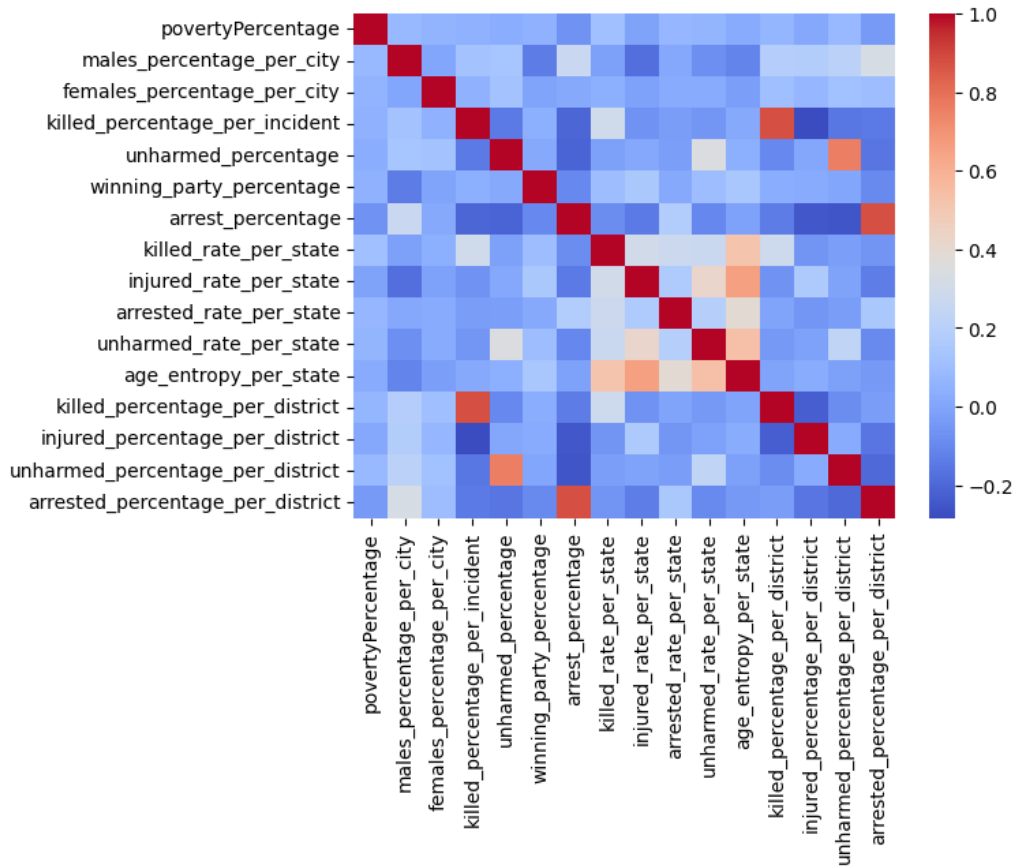 povertyPercentage
males_percentage_per_city
females_percentage_per_city
killed_percentage_per_incident
unharmed_percentage
winning_party_percentage
arrest_percentage
killed_rate_per_state
injured_rate_per_state
arrested_rate_per_state
unharmed_rate_per_state
age_entropy_per_state
killed_percentage_per_district
injured_percentage_per_district
unharmed_percentage_per_district
arrested_percentage_per_district
povertyPercentage
males_percentage_per_city
females_percentage_per_city
killed_percentage_per_incident
unharmed_percentage
winning_party_percentage
arrest_percentage
killed_rate_per_state
injured_rate_per_state
arrested_rate_per_state
unharmed_rate_per_state
age_entropy_per_state
killed_percentage_per_district
injured_percentage_per_district
unharmed_percentage_per_district
arrested_percentage_per_district
1.0
0.8
0.6
0.4
0.2
0.0
−0.2